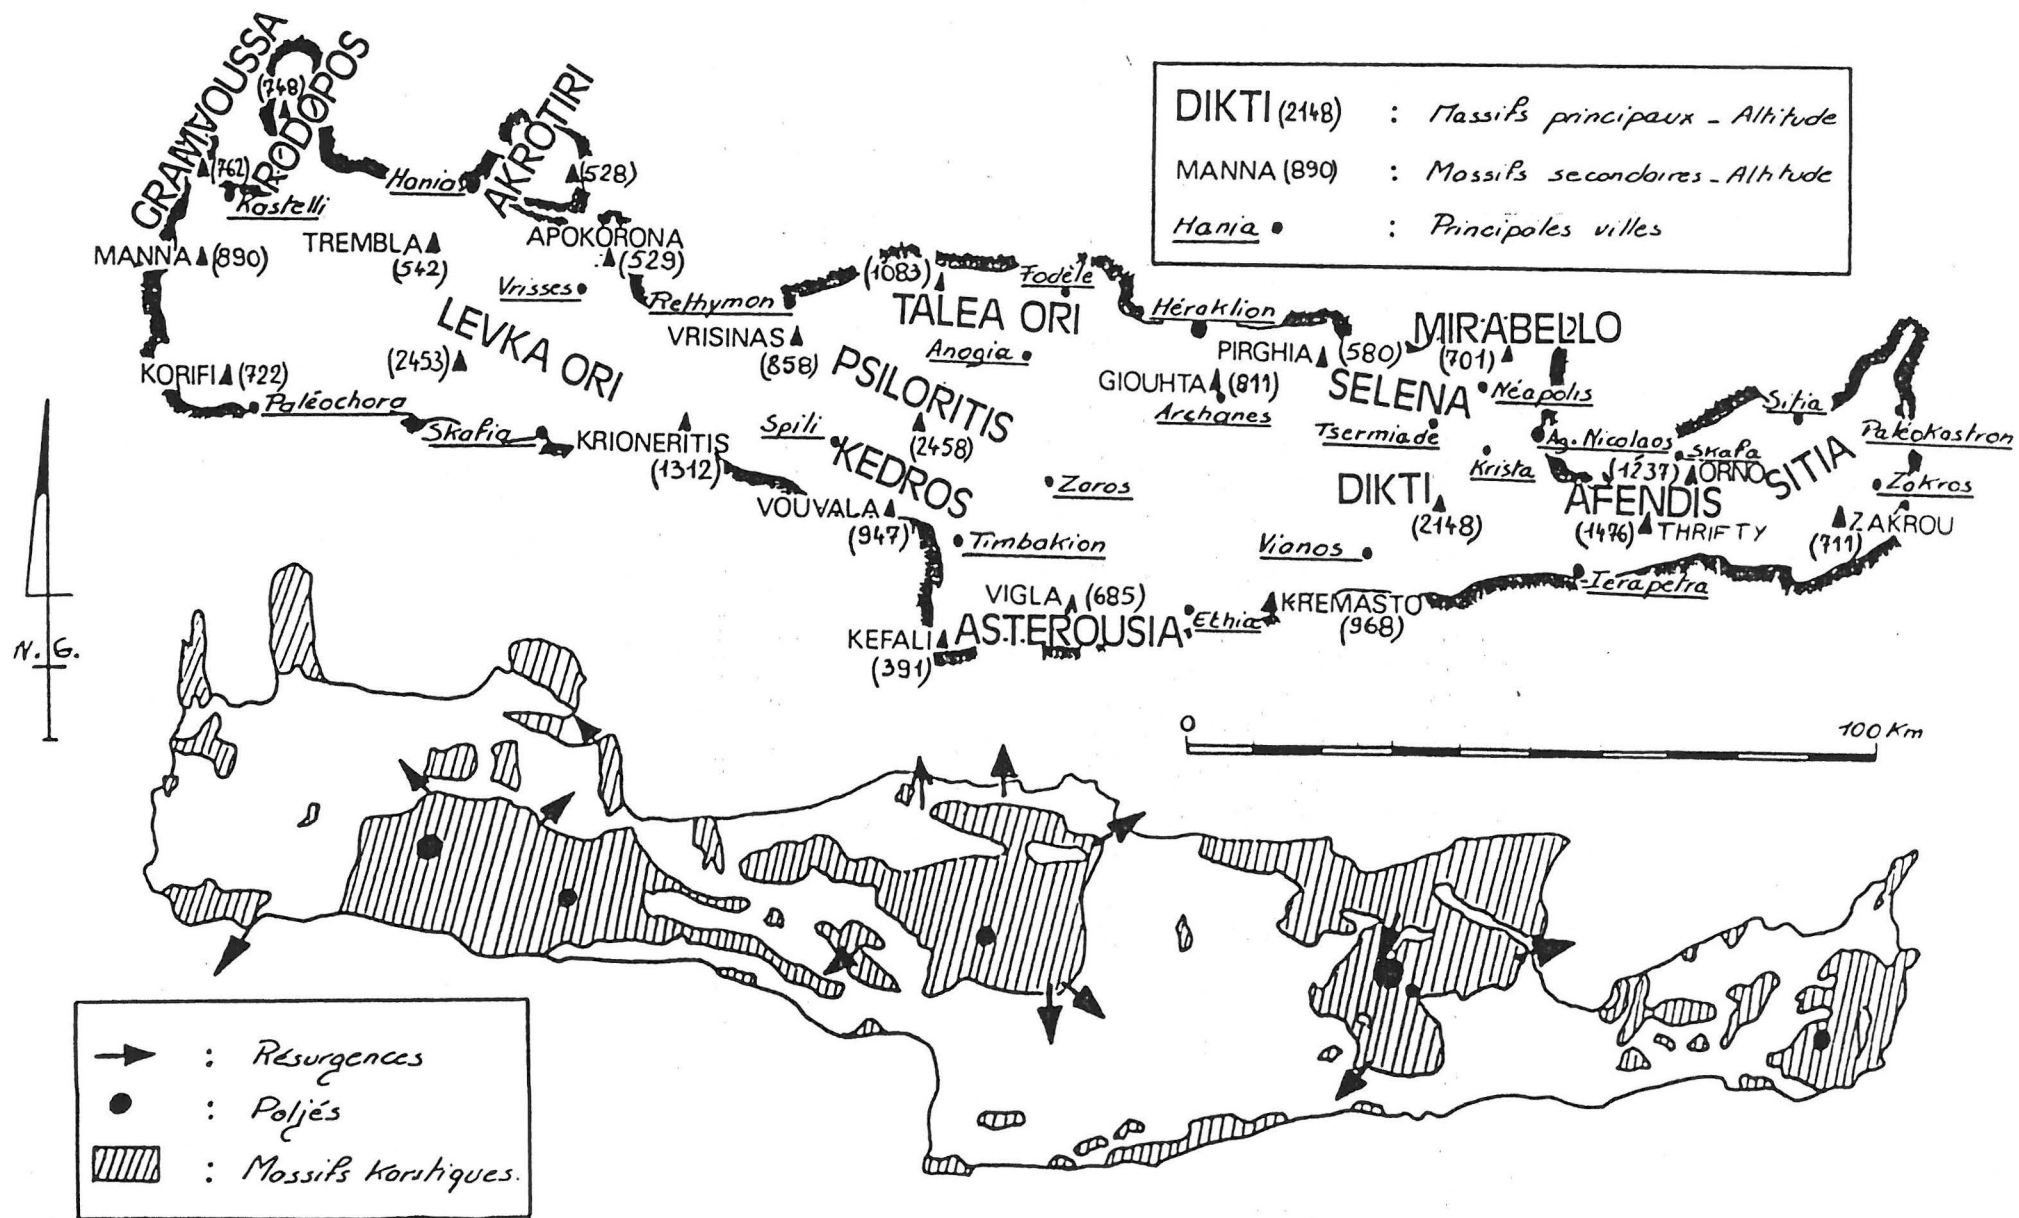 GRAMVOUSSA
(762)
RODOPOS
(748)
AKROTIRI
(528)
DIKTI (2148) : Massifs principaux - Altitude
MANNA (890) : Massifs secondaires - Altitude
Hania : Principales villes
Hania
Kastelli
MANNA (890)
TREMBLA
(542)
APOKORONA
(529)
Vrisses
Rethymon
(1083)
TALEA ORI
Fodèle
Héraklion
MIRABELLO
(701)
LEVKA ORI
(2453)
VRISINAS
(858)
PSILORITIS
(2458)
Anogia
PIRGHIA (580)
GIOUHTA (811)
Archanes
SELENA
Néapolis
Sitia
KORIFI (722)
Paléochora
Skafia
KRIONERITIS
(1312)
Spili
KEDROS
Tsermiade
Ag. Nicolaos
Skafa
Paléokastron
Krista
(1237) ORNO
SITIA
Zaros
DIKTI
(2148)
AFENDIS
(1476) THRIFTY
Zakros
ZAKROU
(711)
VOUVALA
(947)
Timbakion
Vianos
Ierapetra
VIGLA (685)
KREMASTO
(968)
KEFALI
(391)
ASTEROUSIA
Ethia
N. G.
0 100 Km
: Résurgences
: Poljés
: Massifs Karstiques.